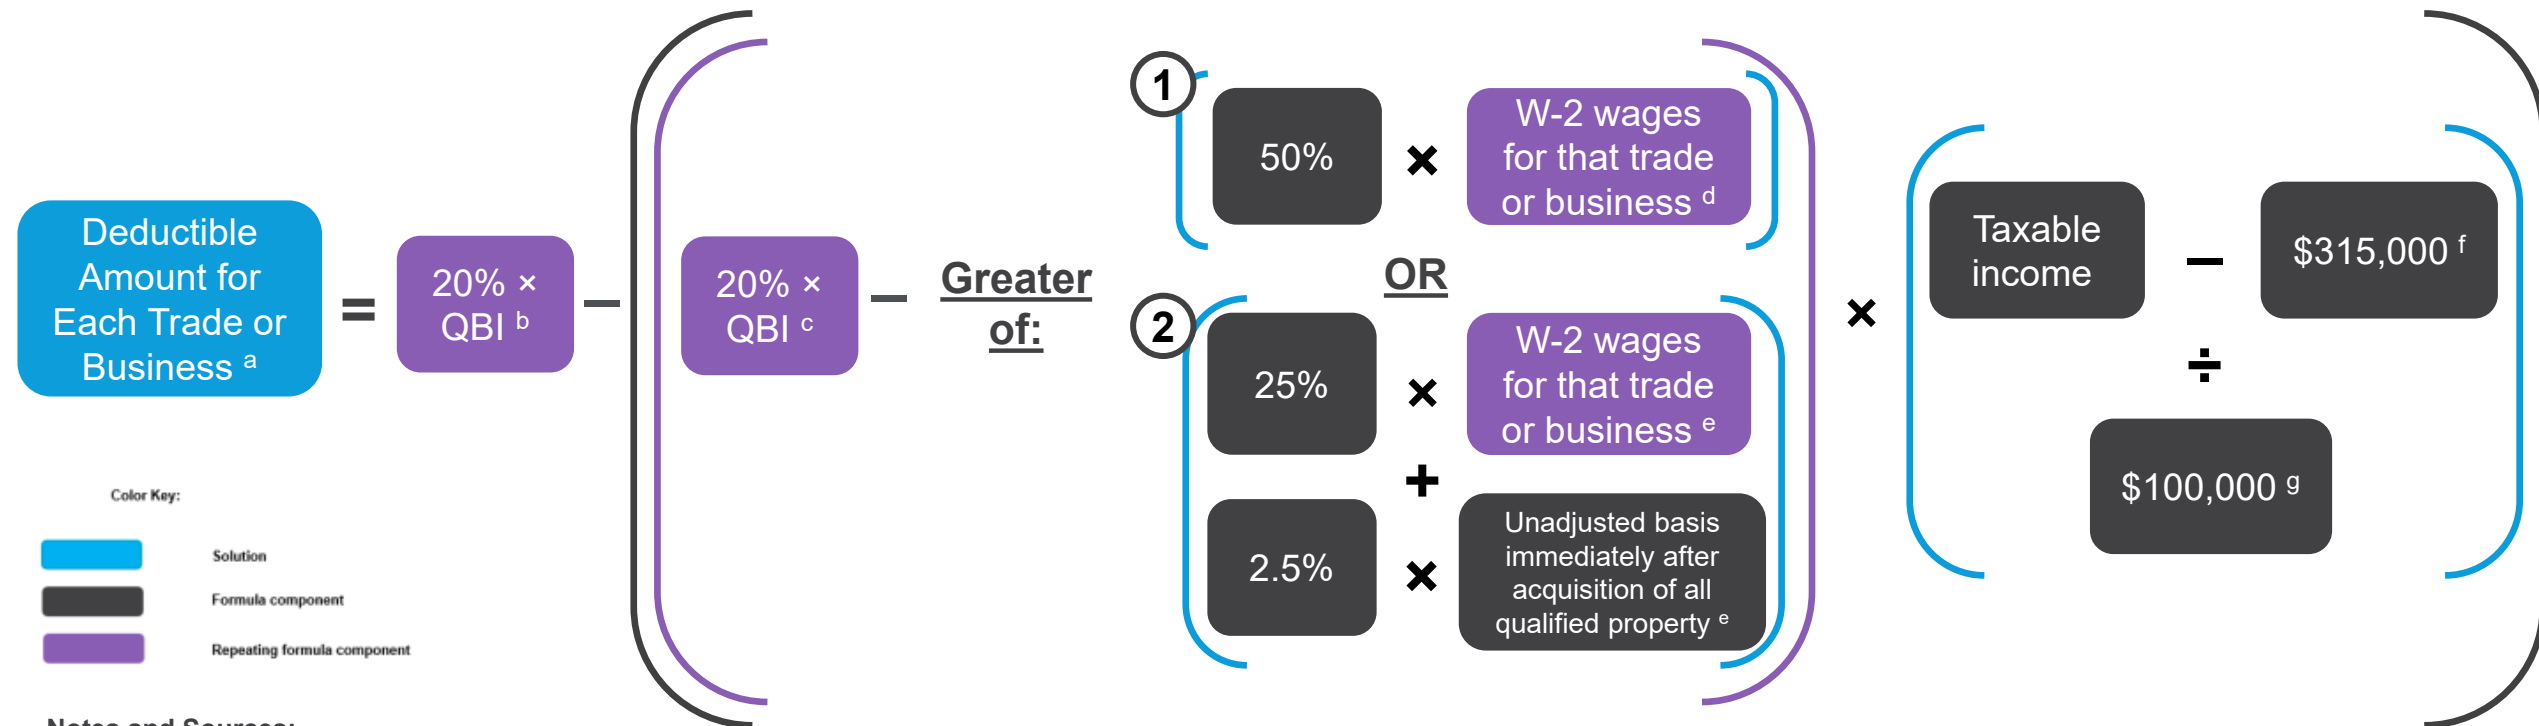 Deductible
Amount for
Each Trade or
Business a
=
20% ×
QBI b
−
20% ×
QBI c
−
Greater
of:
1
50%
×
W-2 wages
for that trade
or business d
OR
2
25%
×
W-2 wages
for that trade
or business e
+
2.5%
×
Unadjusted basis
immediately after
acquisition of all
qualified property e
×
Taxable
income
−
$315,000 f
÷
$100,000 g
Color Key:
Solution
Formula component
Repeating formula component
Notes and Sources: